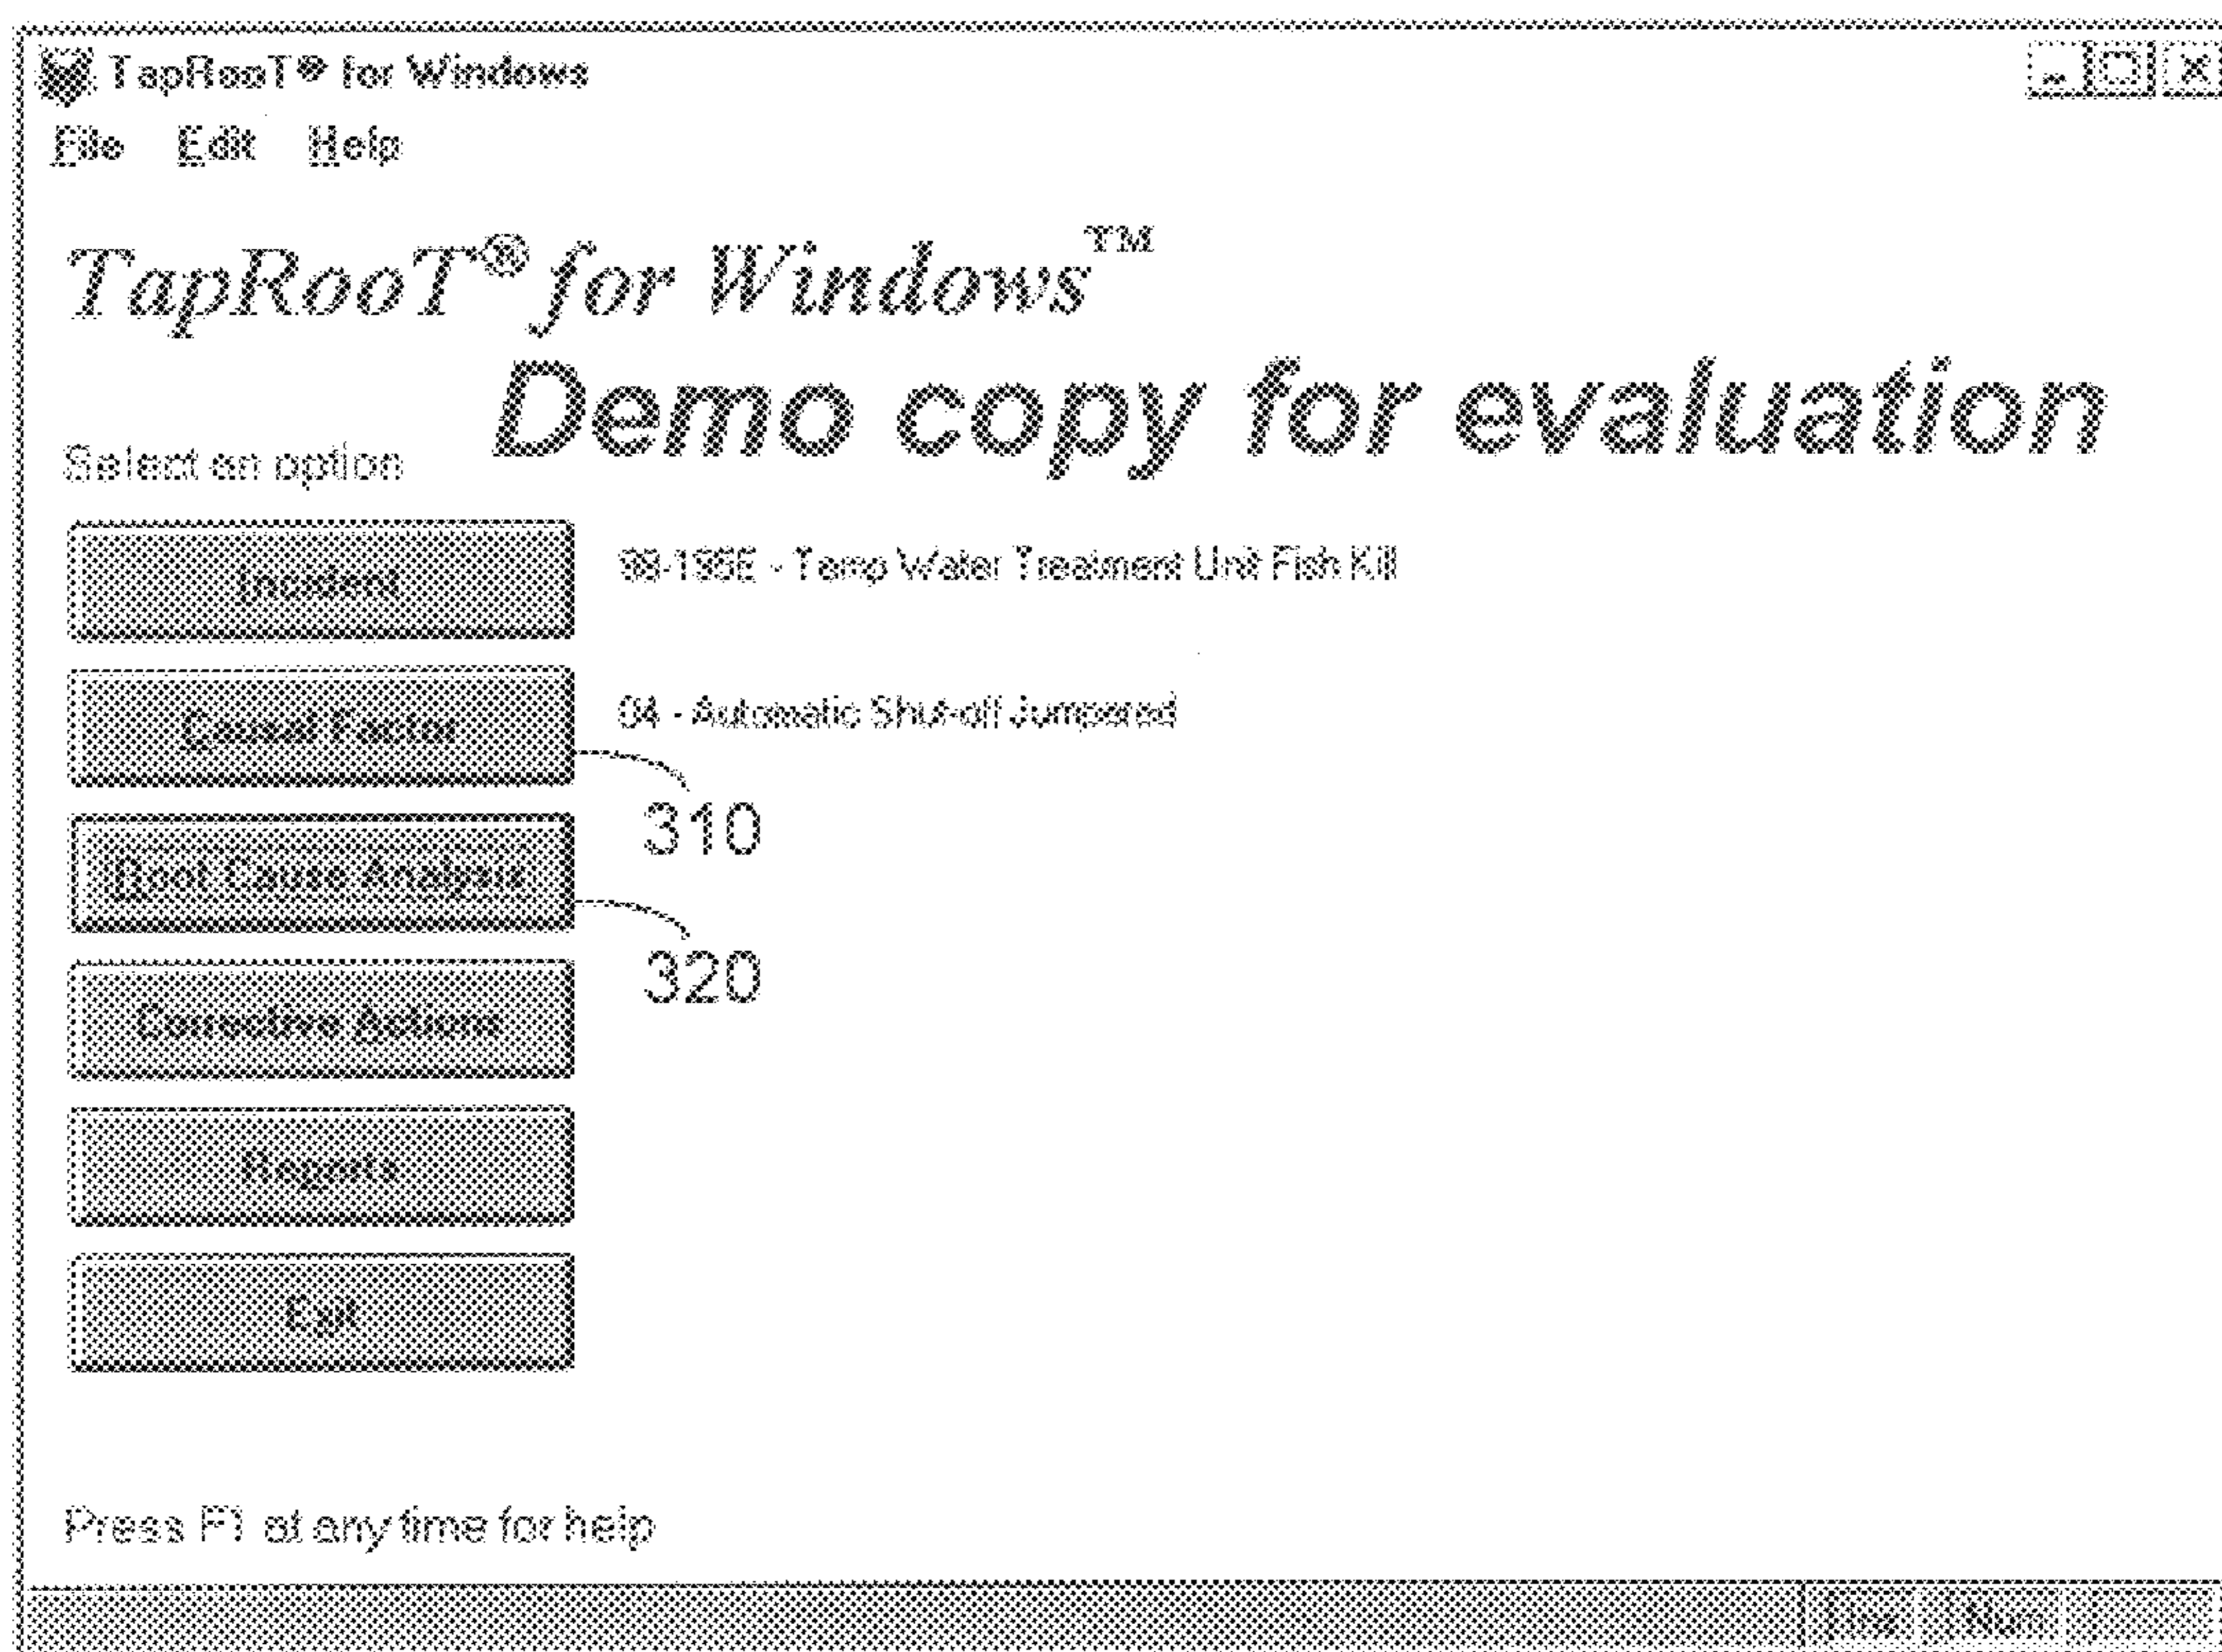 TapRooT® for Windows
File Edit Help
TapRooT® for Windows™
Demo copy for evaluation
Select an option
Incident
- Temp Water Treatment Unit Fish Kill
Causal Factor
04 - Automatic Shut-off Jumpered
310
Root Cause Analysis
320
Corrective Actions
Reports
Exit
Press F1 at any time for help
Num